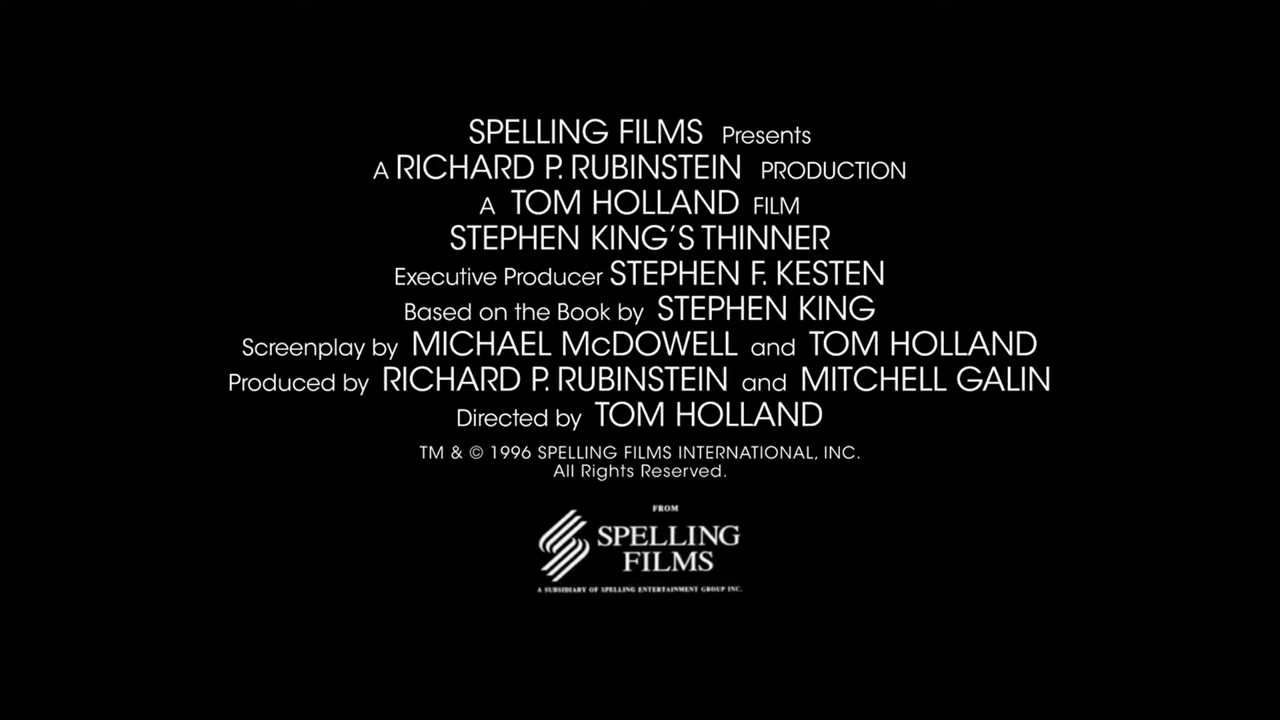 SPELLING FILMS Presents
A RICHARD P. RUBINSTEIN PRODUCTION
A TOM HOLLAND FILM
STEPHEN KING'S THINNER
Executive Producer STEPHEN F. KESTEN
Based on the Book by STEPHEN KING
Screenplay by MICHAEL McDOWELL and TOM HOLLAND
Produced by RICHARD P. RUBINSTEIN and MITCHELL GALIN
Directed by TOM HOLLAND
TM & © 1996 SPELLING FILMS INTERNATIONAL, INC.
All Rights Reserved.
FROM
SPELLING
FILMS
A SUBSIDIARY OF SPELLING ENTERTAINMENT GROUP INC.